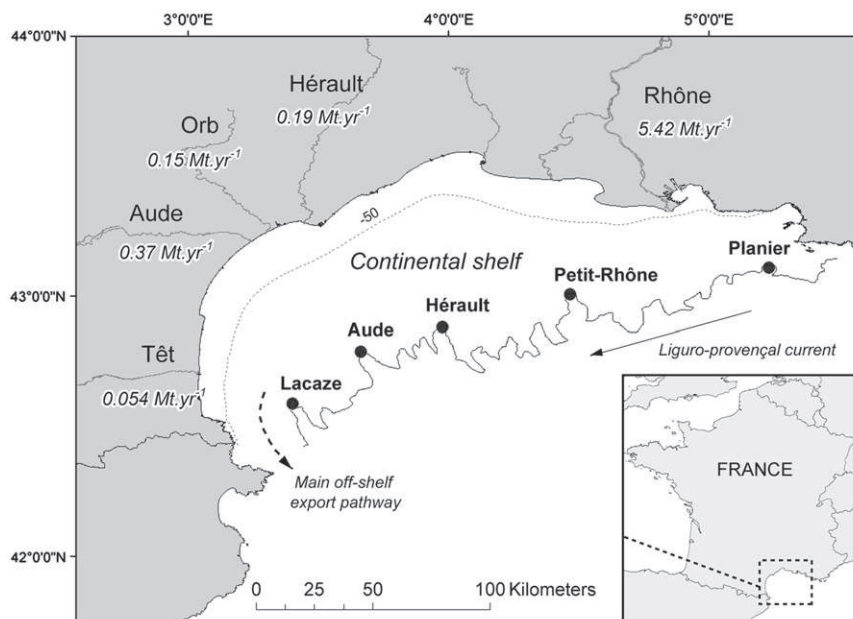 3°0'0"E
4°0'0"E
5°0'0"E
44°0'0"N
43°0'0"N
42°0'0"N
Hérault
0.19 Mt.yr-1
Rhône
5.42 Mt.yr-1
Orb
0.15 Mt.yr-1
Aude
0.37 Mt.yr-1
-50
Continental shelf
Planier
Petit-Rhône
Hérault
Aude
Têt
0.054 Mt.yr-1
Lacaze
Liguro-provençal current
Main off-shelf
export pathway
FRANCE
0 25 50 100 Kilometers